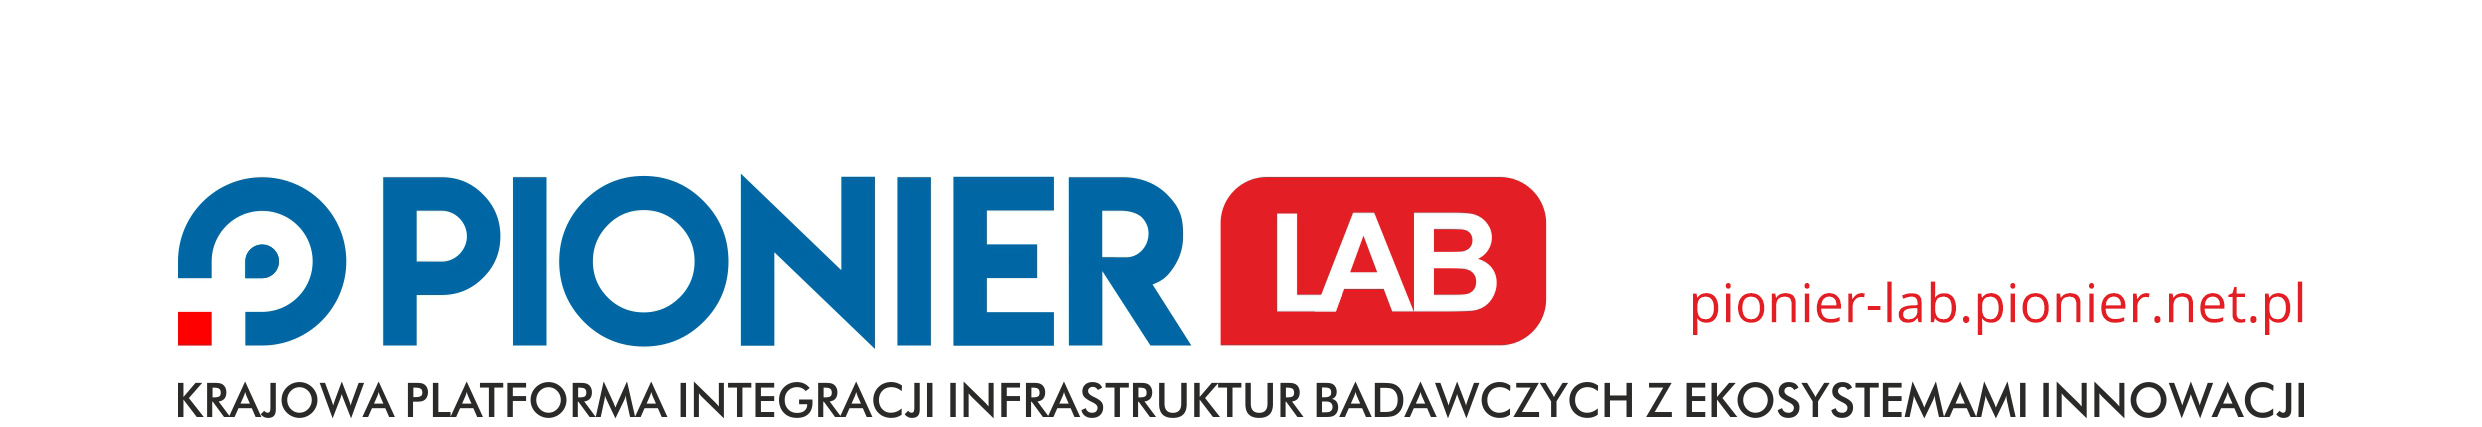 PIONIER LAB
pionier-lab.pionier.net.pl
KRAJOWA PLATFORMA INTEGRACJI INFRASTRUKTUR BADAWCZYCH Z EKOSYSTEMAMI INNOWACJI